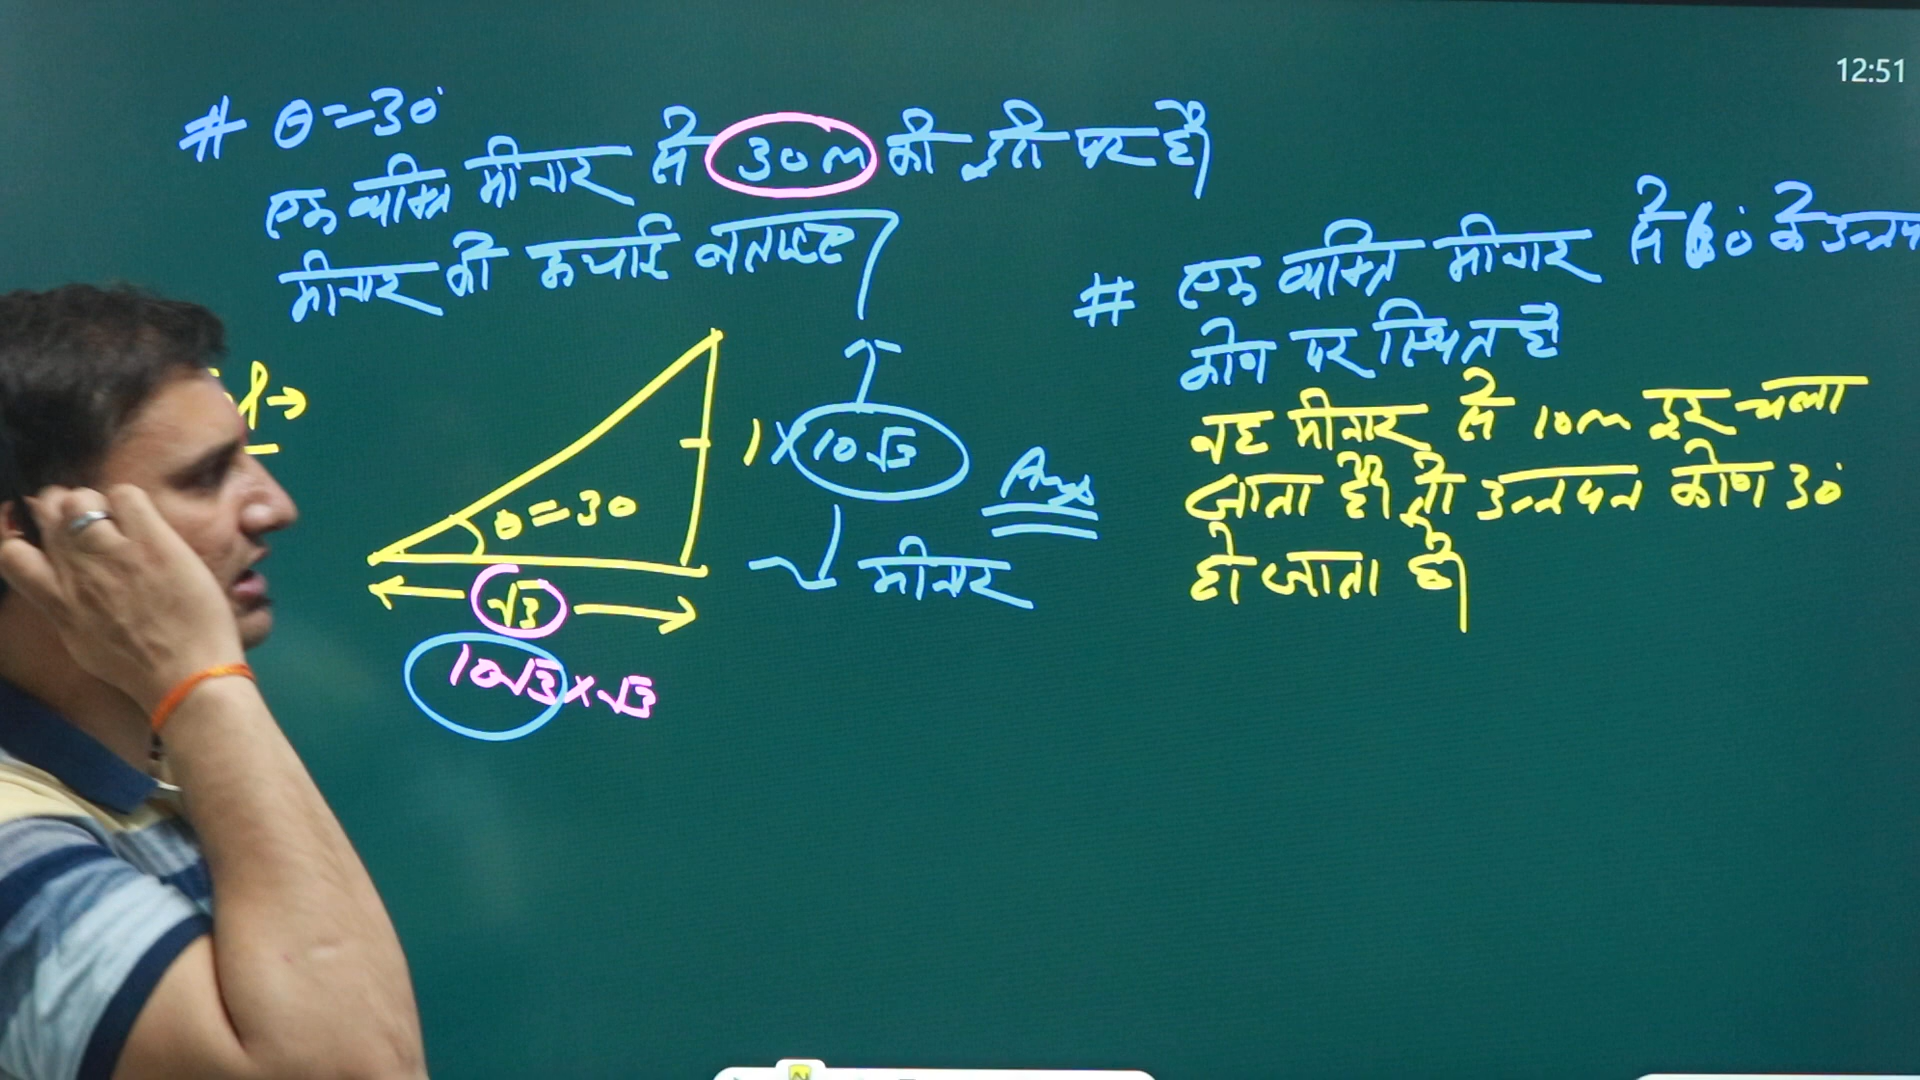 12:51
# θ=30°
एक व्यक्ति मीनार से 30m की दूरी पर है।
मीनार की ऊचाई बताइए।
l→
θ=30
1×10√3
Ans
मीनार
√3
10√3×√3
# एक व्यक्ति मीनार से 60° के उन्नयन
कोण पर स्थित है
वह मीनार से 10m दूर चला
जाता है। तो उन्नयन कोण 30°
हो जाता है।